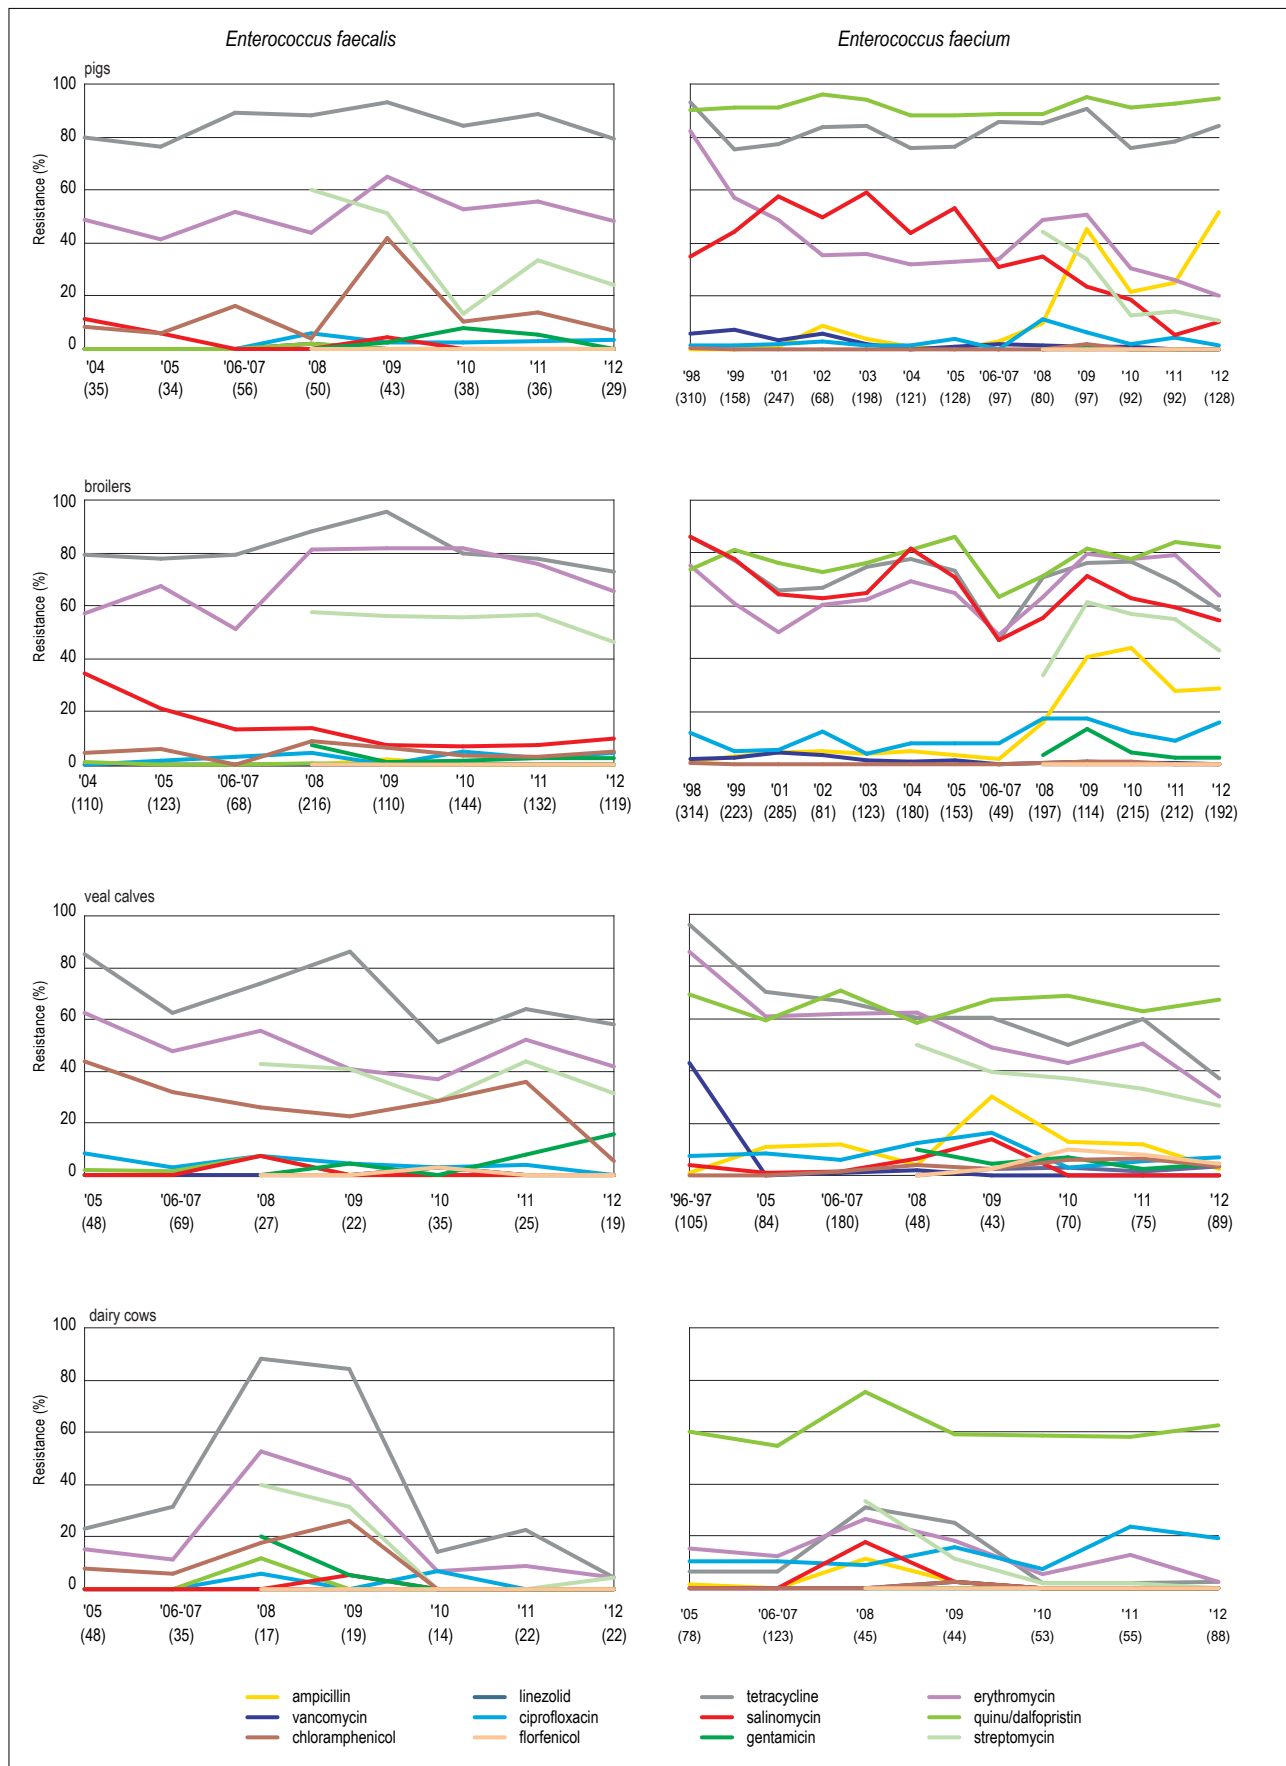 Enterococcus faecalis
Enterococcus faecium
pigs
Resistance (%)
100
80
60
40
20
0
'04 '05 '06-'07 '08 '09 '10 '11 '12
(35) (34) (56) (50) (43) (38) (36) (29)
'98 '99 '01 '02 '03 '04 '05 '06-'07 '08 '09 '10 '11 '12
(310) (158) (247) (68) (198) (121) (128) (97) (80) (97) (92) (92) (128)
broilers
Resistance (%)
100
80
60
40
20
0
'04 '05 '06-'07 '08 '09 '10 '11 '12
(110) (123) (68) (216) (110) (144) (132) (119)
'98 '99 '01 '02 '03 '04 '05 '06-'07 '08 '09 '10 '11 '12
(314) (223) (285) (81) (123) (180) (153) (49) (197) (114) (215) (212) (192)
veal calves
Resistance (%)
100
80
60
40
20
0
'05 '06-'07 '08 '09 '10 '11 '12
(48) (69) (27) (22) (35) (25) (19)
'96-'97 '05 '06-'07 '08 '09 '10 '11 '12
(105) (84) (180) (48) (43) (70) (75) (89)
dairy cows
Resistance (%)
100
80
60
40
20
0
'05 '06-'07 '08 '09 '10 '11 '12
(48) (35) (17) (19) (14) (22) (22)
'05 '06-'07 '08 '09 '10 '11 '12
(78) (123) (45) (44) (53) (55) (88)
ampicillin linezolid tetracycline erythromycin
vancomycin ciprofloxacin salinomycin quinu/dalfopristin
chloramphenicol florfenicol gentamicin streptomycin